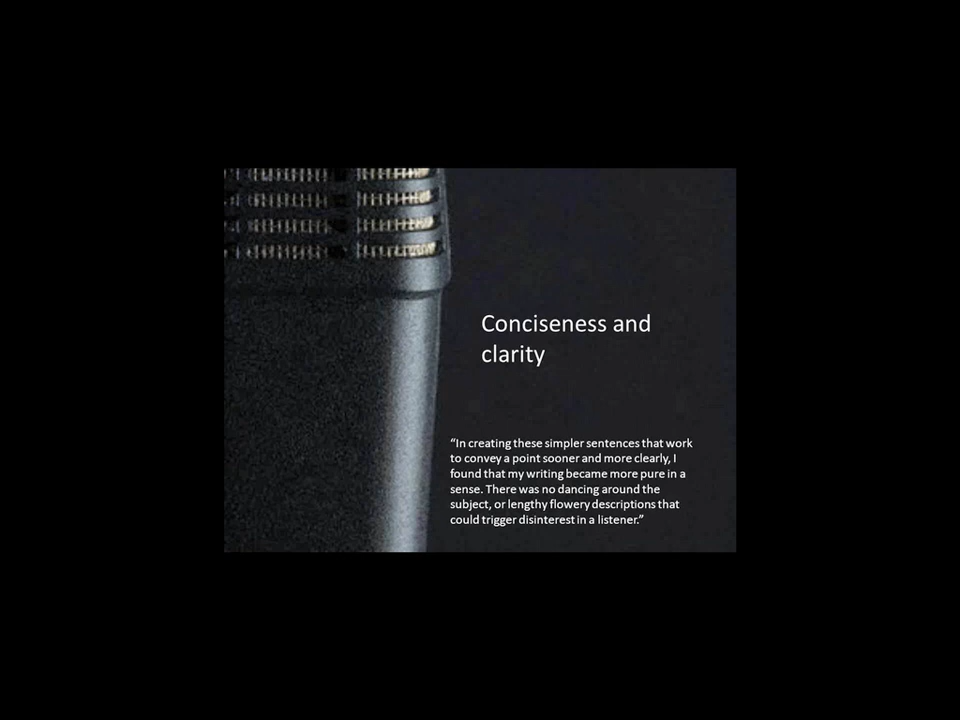 Conciseness and
clarity
“In creating these simpler sentences that work
to convey a point sooner and more clearly, I
found that my writing became more pure in a
sense. There was no dancing around the
subject, or lengthy flowery descriptions that
could trigger disinterest in a listener.”